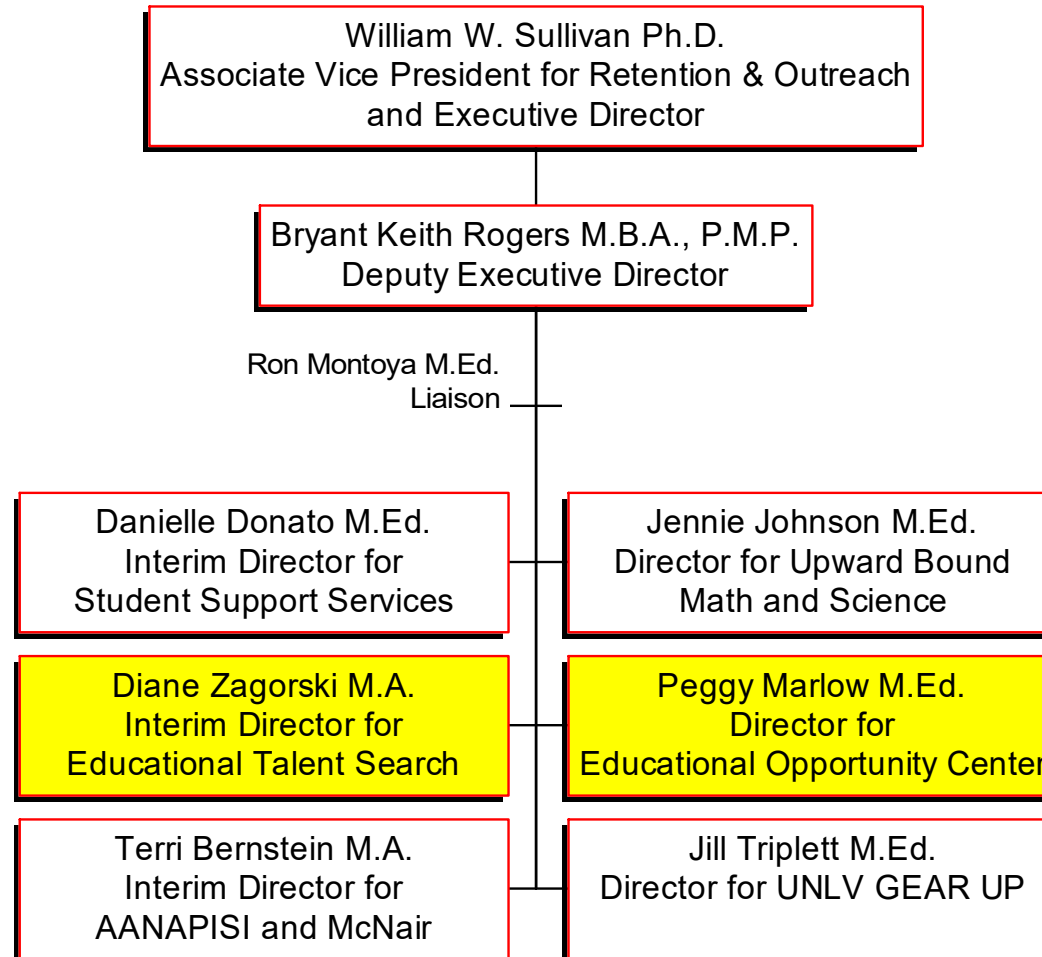 William W. Sullivan Ph.D.
Associate Vice President for Retention & Outreach
and Executive Director
Bryant Keith Rogers M.B.A., P.M.P.
Deputy Executive Director
Ron Montoya M.Ed.
Liaison
Danielle Donato M.Ed.
Interim Director for
Student Support Services
Jennie Johnson M.Ed.
Director for Upward Bound
Math and Science
Diane Zagorski M.A.
Interim Director for
Educational Talent Search
Peggy Marlow M.Ed.
Director for
Educational Opportunity Center
Terri Bernstein M.A.
Interim Director for
AANAPISI and McNair
Jill Triplett M.Ed.
Director for UNLV GEAR UP